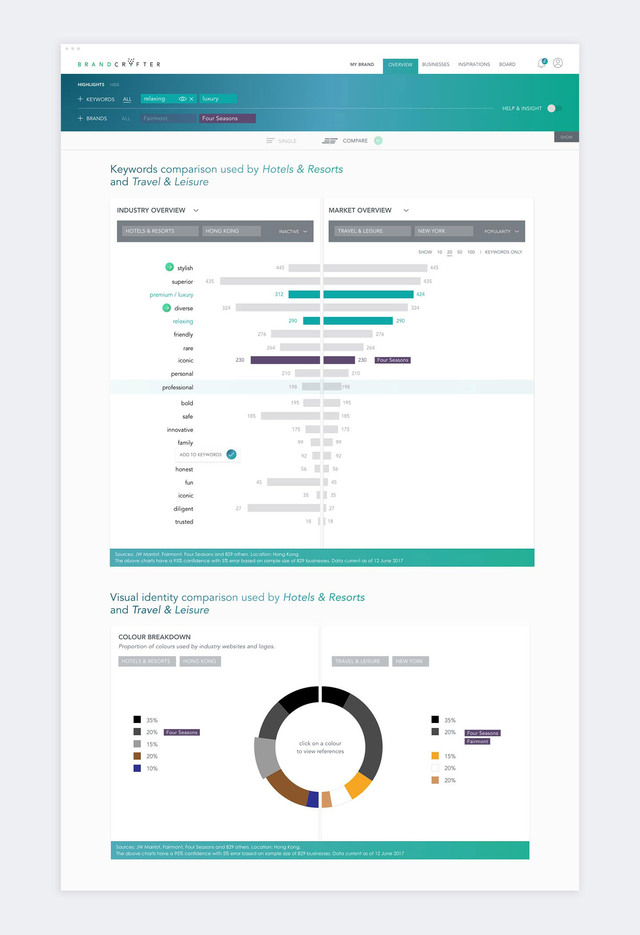 BRANDCRΨFTER
MY BRAND OVERVIEW BUSINESSES INSPIRATIONS BOARD
HIGHLIGHTS HIDE
+ KEYWORDS ALL relaxing × luxury
HELP & INSIGHT
+ BRANDS ALL Fairmont Four Seasons
SINGLE COMPARE
SHOW
Keywords comparison used by Hotels & Resorts
and Travel & Leisure
INDUSTRY OVERVIEW MARKET OVERVIEW
HOTELS & RESORTS HONG KONG INACTIVE TRAVEL & LEISURE NEW YORK POPULARITY
SHOW 10 20 50 100 | KEYWORDS ONLY
stylish 445 445
superior 435 435
premium / luxury 312 424
diverse 324 324
relaxing 290 290
friendly 276 276
rare 264 264
iconic 230 230 Four Seasons
personal 210 210
professional 198 198
bold 195 195
safe 185 185
innovative 175 175
family 99 99
ADD TO KEYWORDS 92 92
honest 56 56
fun 45 45
iconic 35 35
diligent 27 27
trusted 18 18
Sources: JW Marriot, Fairmont, Four Seasons and 829 others. Location: Hong Kong.
The above charts have a 95% confidence with 5% error based on sample size of 829 businesses. Data current as of 12 June 2017
Visual identity comparison used by Hotels & Resorts
and Travel & Leisure
COLOUR BREAKDOWN
Proportion of colours used by industry websites and logos.
HOTELS & RESORTS HONG KONG TRAVEL & LEISURE NEW YORK
35% 35%
20% Four Seasons 20% Four Seasons
Fairmont
15% 15%
20% 20%
10% 20%
click on a colour
to view references
Sources: JW Marriot, Fairmont, Four Seasons and 829 others. Location: Hong Kong.
The above charts have a 95% confidence with 5% error based on sample size of 829 businesses. Data current as of 12 June 2017